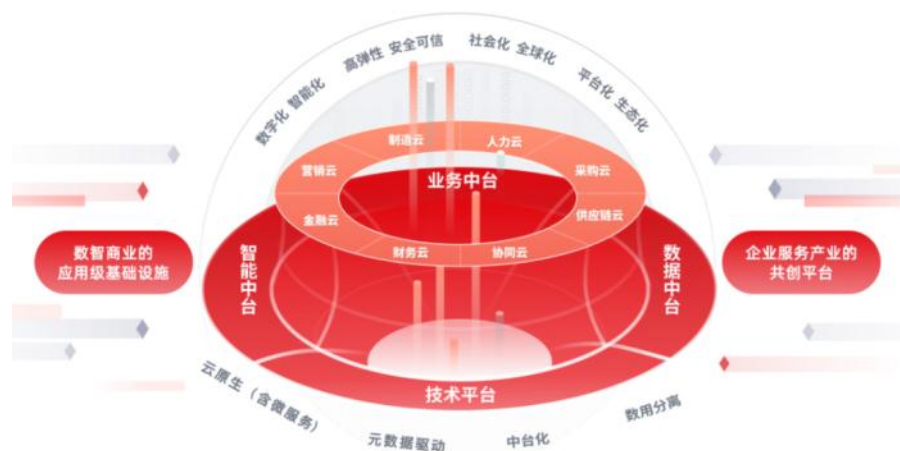 数字化 智能化
高弹性 安全可信
社会化 全球化
平台化 生态化
制造云
人力云
营销云
采购云
业务中台
金融云
供应链云
财务云
协同云
数智商业的
应用级基础设施
智能中台
数据中台
企业服务产业的
共创平台
技术平台
云原生（含微服务）
元数据驱动
中台化
数用分离